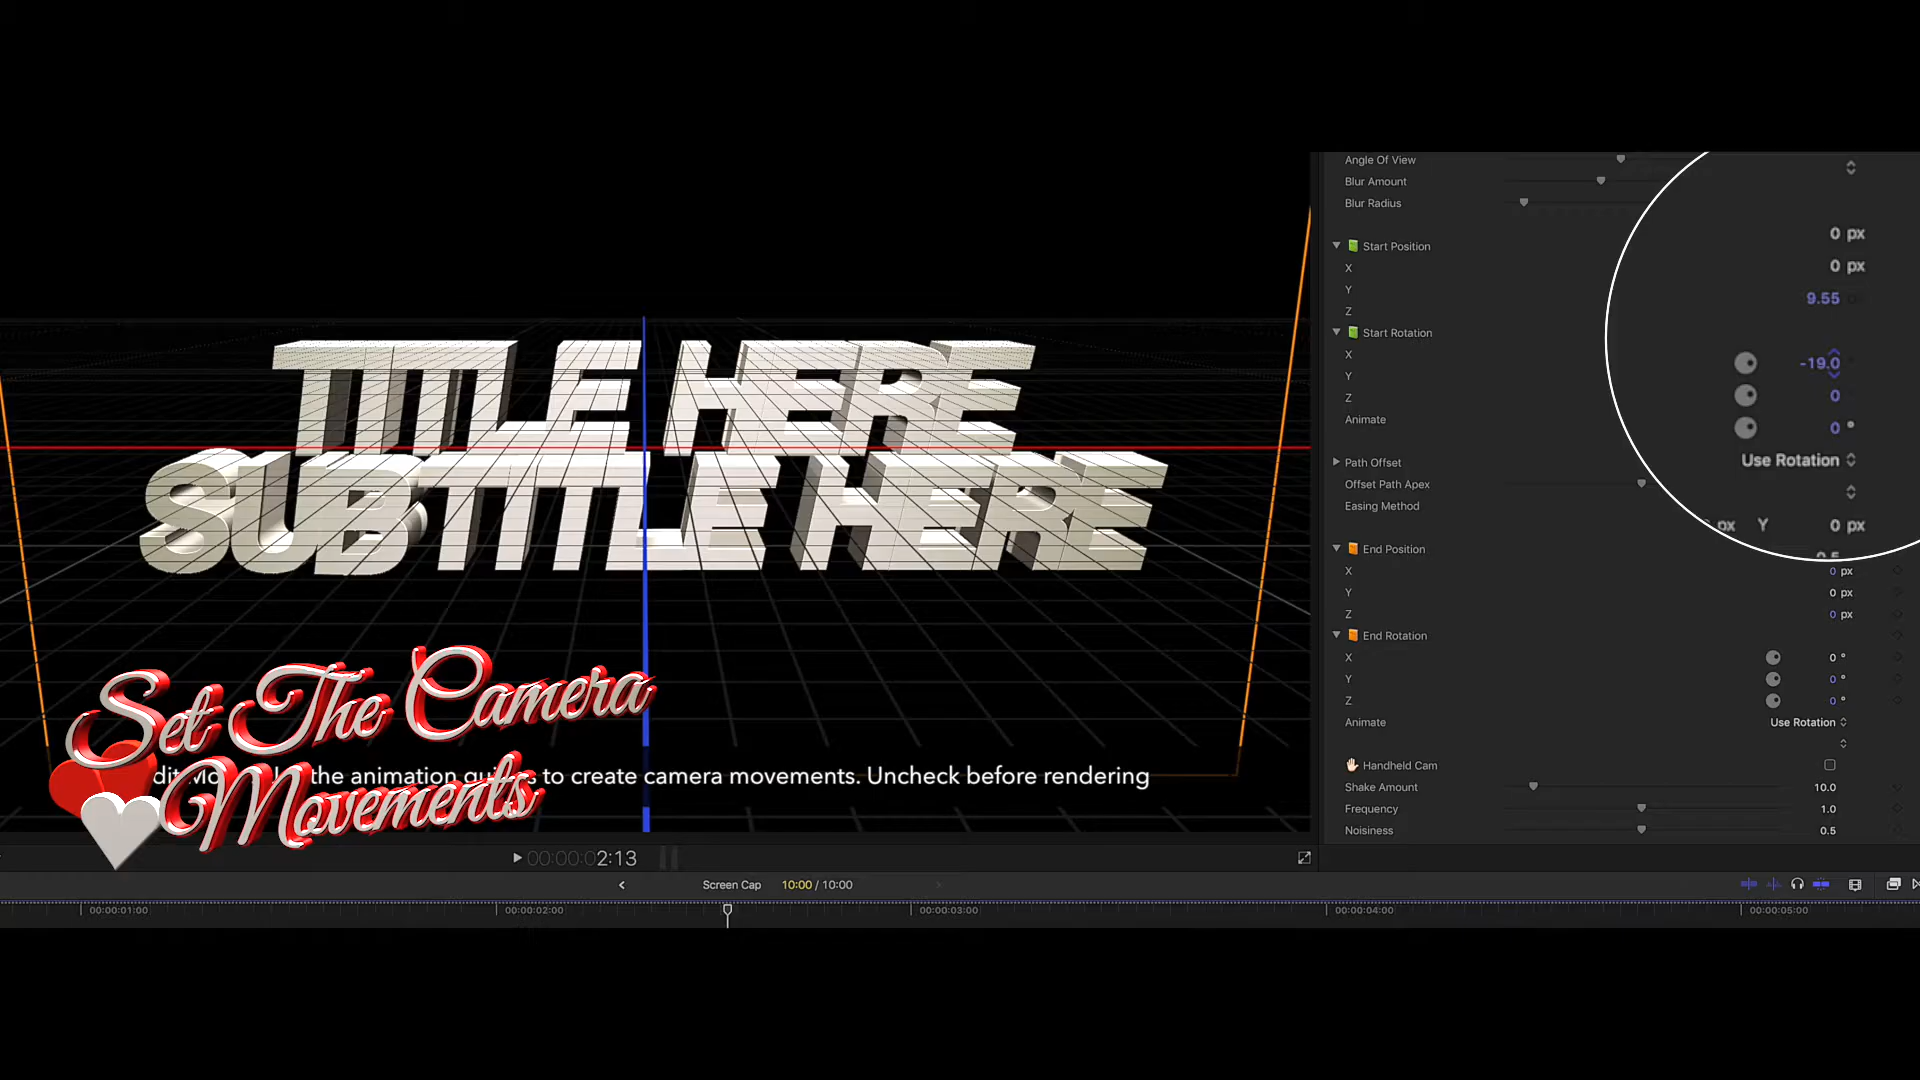 TITLE HERE
SUBTITLE HERE
Set The Camera
Movements
the animation guides to create camera movements. Uncheck before rendering
00:00:02:13
Screen Cap 10:00 / 10:00
00:00:01:00 00:00:02:00 00:00:03:00 00:00:04:00 00:00:05:00
Angle Of View
Blur Amount
Blur Radius
Start Position
X 0 px
Y 0 px
Z 9.55
Start Rotation
X -19.0
Y 0
Z 0 °
Animate Use Rotation
Path Offset
px Y 0 px
Offset Path Apex 0.5
Easing Method
End Position
X 0 px
Y 0 px
Z 0 px
End Rotation
X 0 °
Y 0 °
Z 0 °
Animate Use Rotation
Handheld Cam
Shake Amount 10.0
Frequency 1.0
Noisiness 0.5